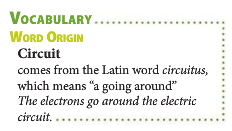 VOCABULARY
WORD ORIGIN
Circuit
comes from the Latin word circuitus,
which means “a going around”
The electrons go around the electric
circuit.